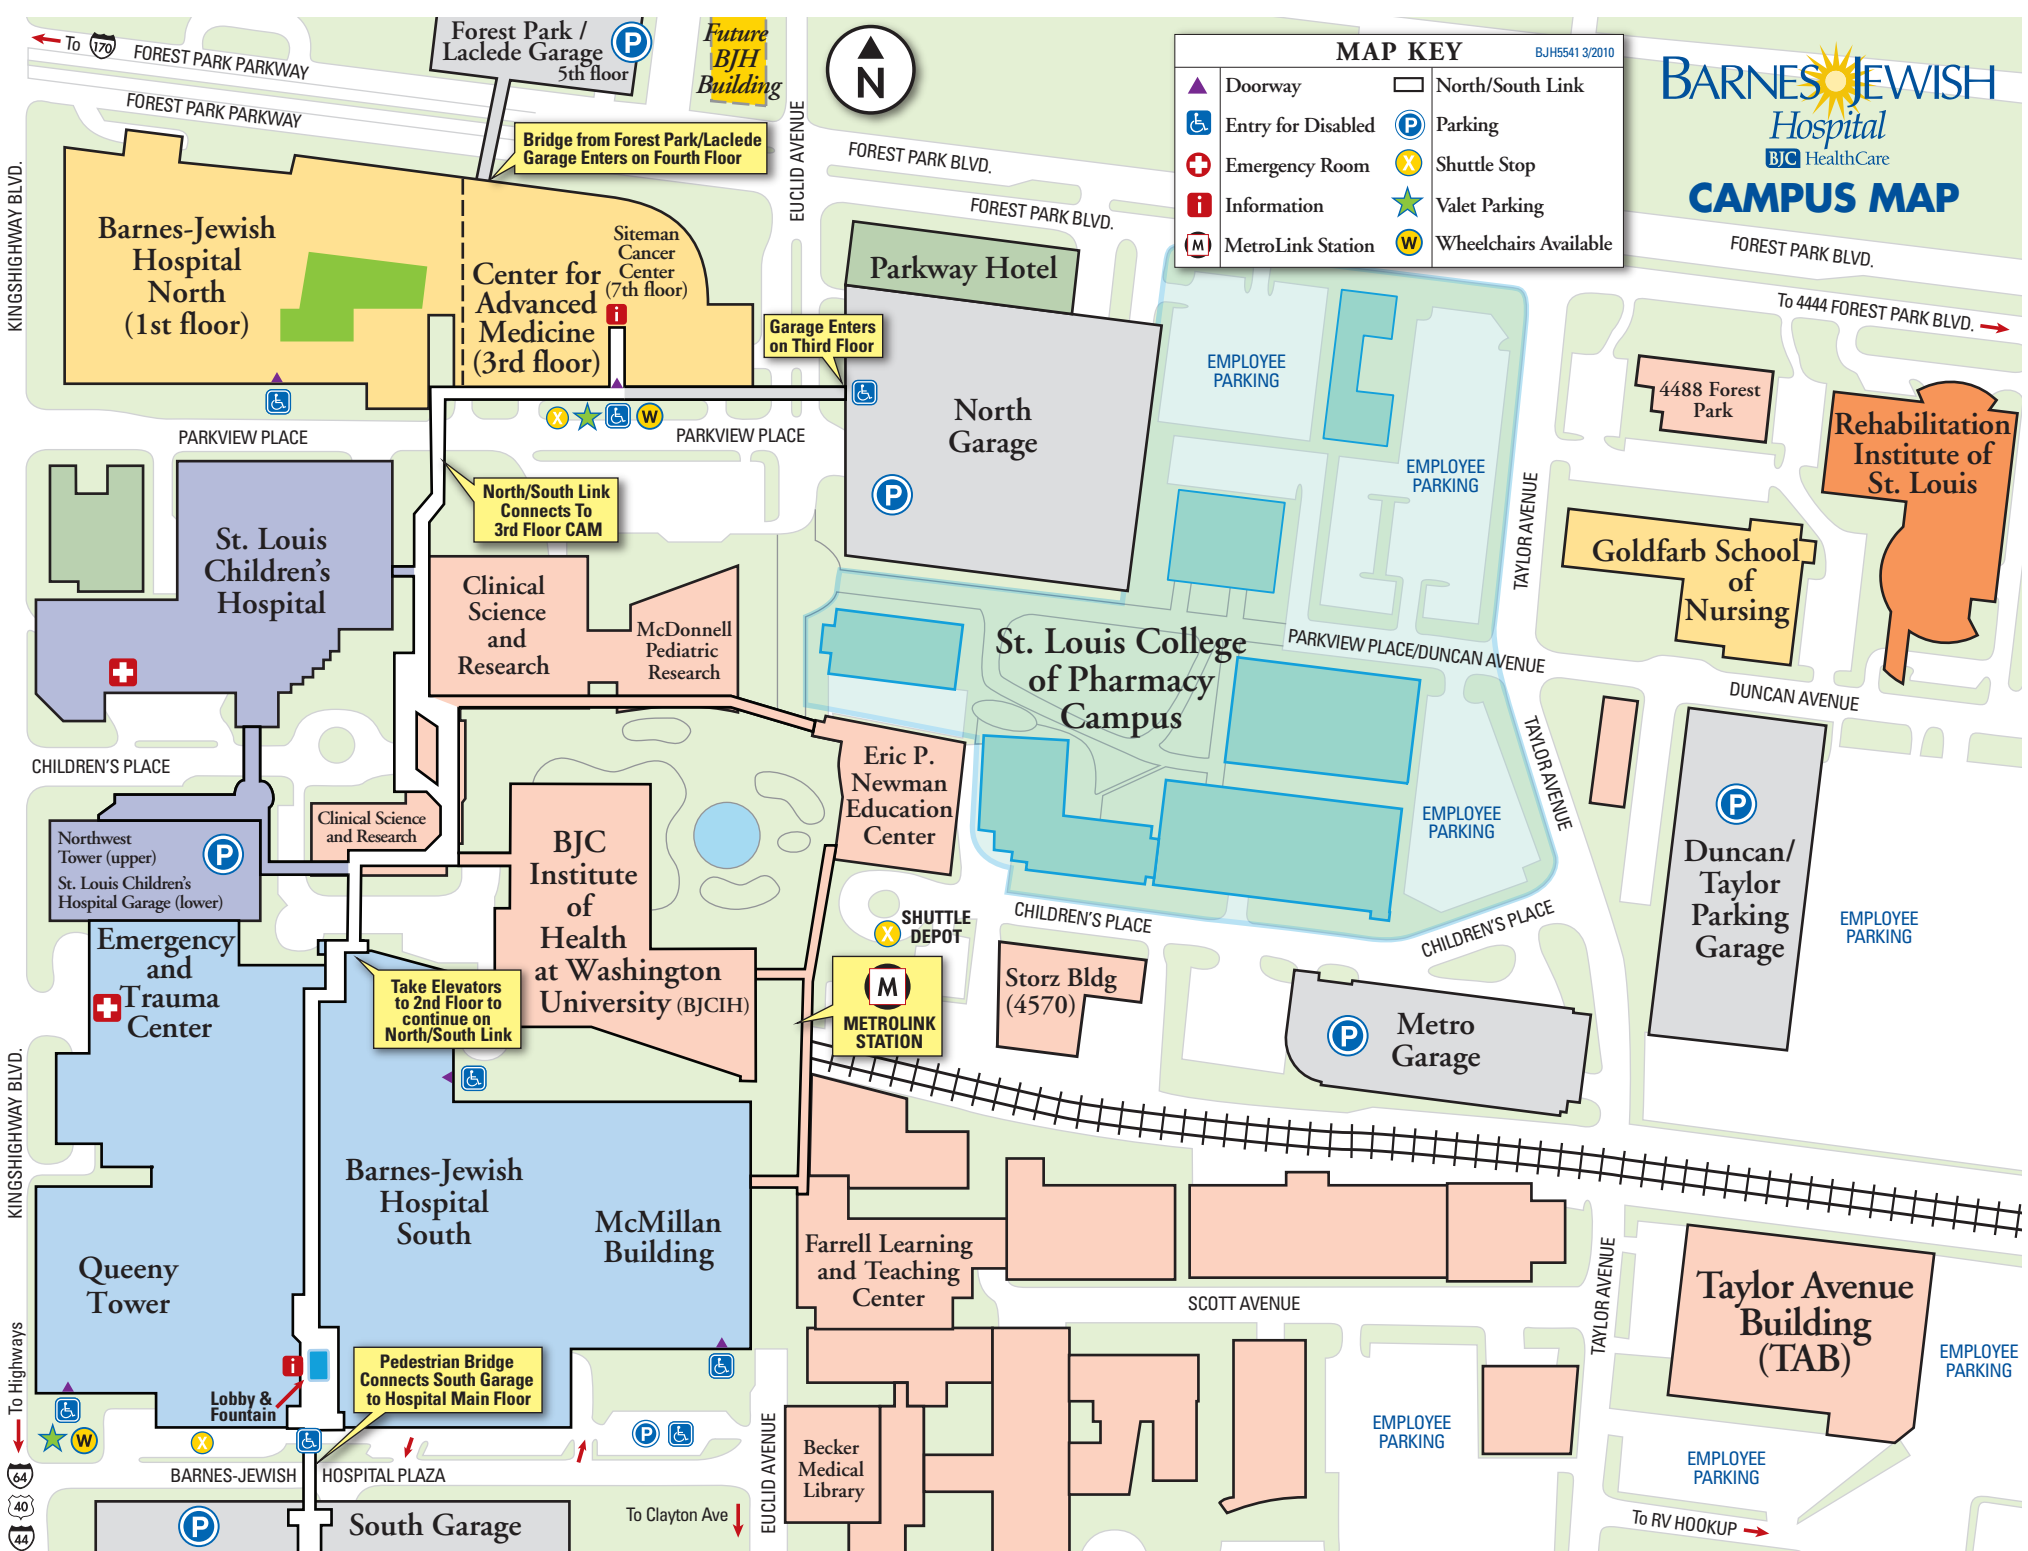 To 170
FOREST PARK PARKWAY
FOREST PARK PARKWAY
Forest Park /
Laclede Garage
5th floor
P
Future
BJH
Building
N
MAP KEY
BJH5541 3/2010
Doorway
North/South Link
Entry for Disabled
P
Parking
Emergency Room
X
Shuttle Stop
i
Information
Valet Parking
M
MetroLink Station
W
Wheelchairs Available
BARNES JEWISH
Hospital
BJC HealthCare
CAMPUS MAP
Bridge from Forest Park/Laclede
Garage Enters on Fourth Floor
EUCLID AVENUE
FOREST PARK BLVD.
FOREST PARK BLVD.
FOREST PARK BLVD.
To 4444 FOREST PARK BLVD.
KINGSHIGHWAY BLVD.
Barnes-Jewish
Hospital
North
(1st floor)
Center for
Advanced
Medicine
(3rd floor)
Siteman
Cancer
Center
(7th floor)
i
Parkway Hotel
Garage Enters
on Third Floor
North
Garage
P
EMPLOYEE
PARKING
EMPLOYEE
PARKING
4488 Forest
Park
Rehabilitation
Institute of
St. Louis
X
W
PARKVIEW PLACE
PARKVIEW PLACE
North/South Link
Connects To
3rd Floor CAM
TAYLOR AVENUE
Goldfarb School
of
Nursing
St. Louis
Children's
Hospital
Clinical
Science
and
Research
McDonnell
Pediatric
Research
St. Louis College
of Pharmacy
Campus
PARKVIEW PLACE/DUNCAN AVENUE
DUNCAN AVENUE
TAYLOR AVENUE
CHILDREN'S PLACE
Eric P.
Newman
Education
Center
EMPLOYEE
PARKING
P
Duncan/
Taylor
Parking
Garage
EMPLOYEE
PARKING
Northwest
Tower (upper)
St. Louis Children's
Hospital Garage (lower)
P
Clinical Science
and Research
BJC
Institute
of
Health
at Washington
University (BJCIH)
CHILDREN'S PLACE
CHILDREN'S PLACE
X
SHUTTLE
DEPOT
M
METROLINK
STATION
Storz Bldg
(4570)
P
Metro
Garage
Emergency
and
Trauma
Center
Take Elevators
to 2nd Floor to
continue on
North/South Link
KINGSHIGHWAY BLVD.
Barnes-Jewish
Hospital
South
McMillan
Building
Queeny
Tower
Farrell Learning
and Teaching
Center
SCOTT AVENUE
TAYLOR AVENUE
Taylor Avenue
Building
(TAB)
EMPLOYEE
PARKING
i
Lobby &
Fountain
Pedestrian Bridge
Connects South Garage
to Hospital Main Floor
To Highways
64
40
44
W
X
P
BARNES-JEWISH HOSPITAL PLAZA
P
South Garage
To Clayton Ave
EUCLID AVENUE
Becker
Medical
Library
EMPLOYEE
PARKING
EMPLOYEE
PARKING
To RV HOOKUP